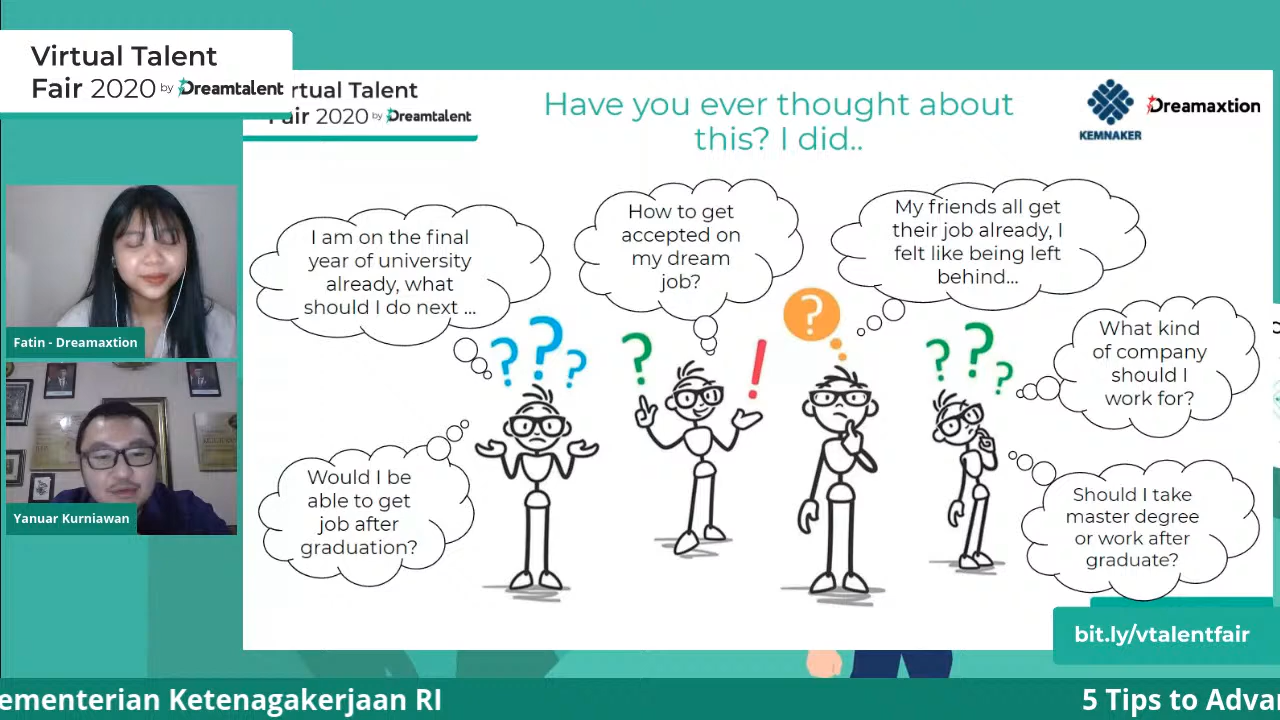 Virtual Talent
Fair 2020 by Dreamtalent
rtual Talent
Fair 2020 by Dreamtalent
Have you ever thought about
this? I did..
KEMNAKER
Dreamaxtion
I am on the final
year of university
already, what
should I do next ...
How to get
accepted on
my dream
job?
My friends all get
their job already, I
felt like being left
behind...
What kind
of company
should I
work for?
Would I be
able to get
job after
graduation?
Should I take
master degree
or work after
graduate?
? ? ?
? !
?
? ? ?
Fatin - Dreamaxtion
Yanuar Kurniawan
bit.ly/vtalentfair
ementerian Ketenagakerjaan RI
5 Tips to Advan